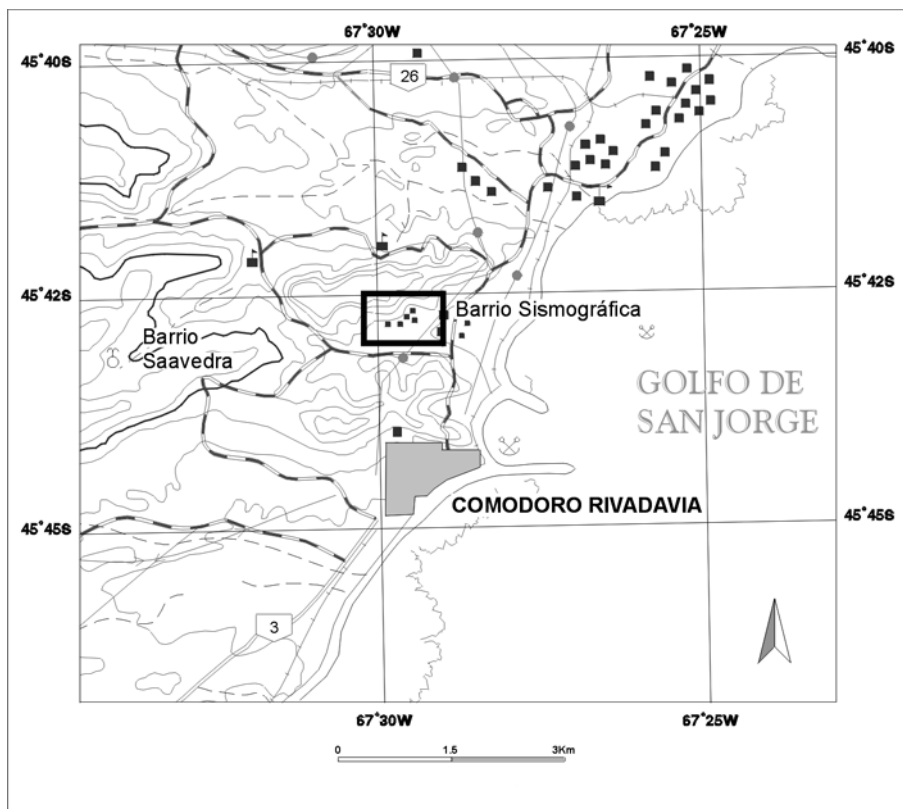 67°30W
67°25W
45°40S
45°40S
26
45°42S
45°42S
Barrio Sismográfica
Barrio
Saavedra
GOLFO DE
SAN JORGE
COMODORO RIVADAVIA
45°45S
45°45S
3
67°30W
67°25W
0
1.5
3Km